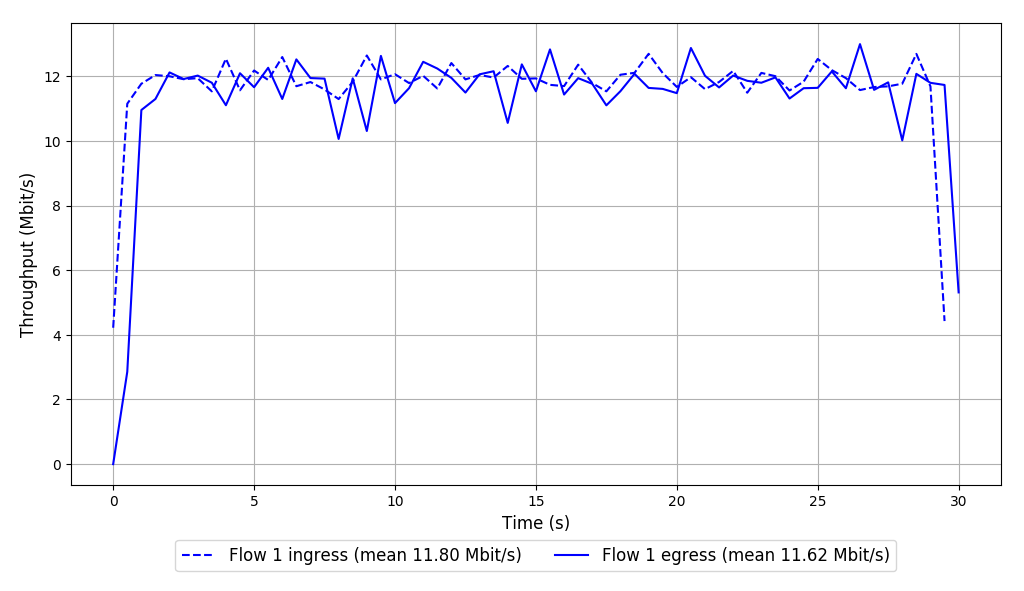 Throughput (Mbit/s)
12
10
8
6
4
2
0
0 5 10 15 20 25 30
Time (s)
Flow 1 ingress (mean 11.80 Mbit/s) Flow 1 egress (mean 11.62 Mbit/s)